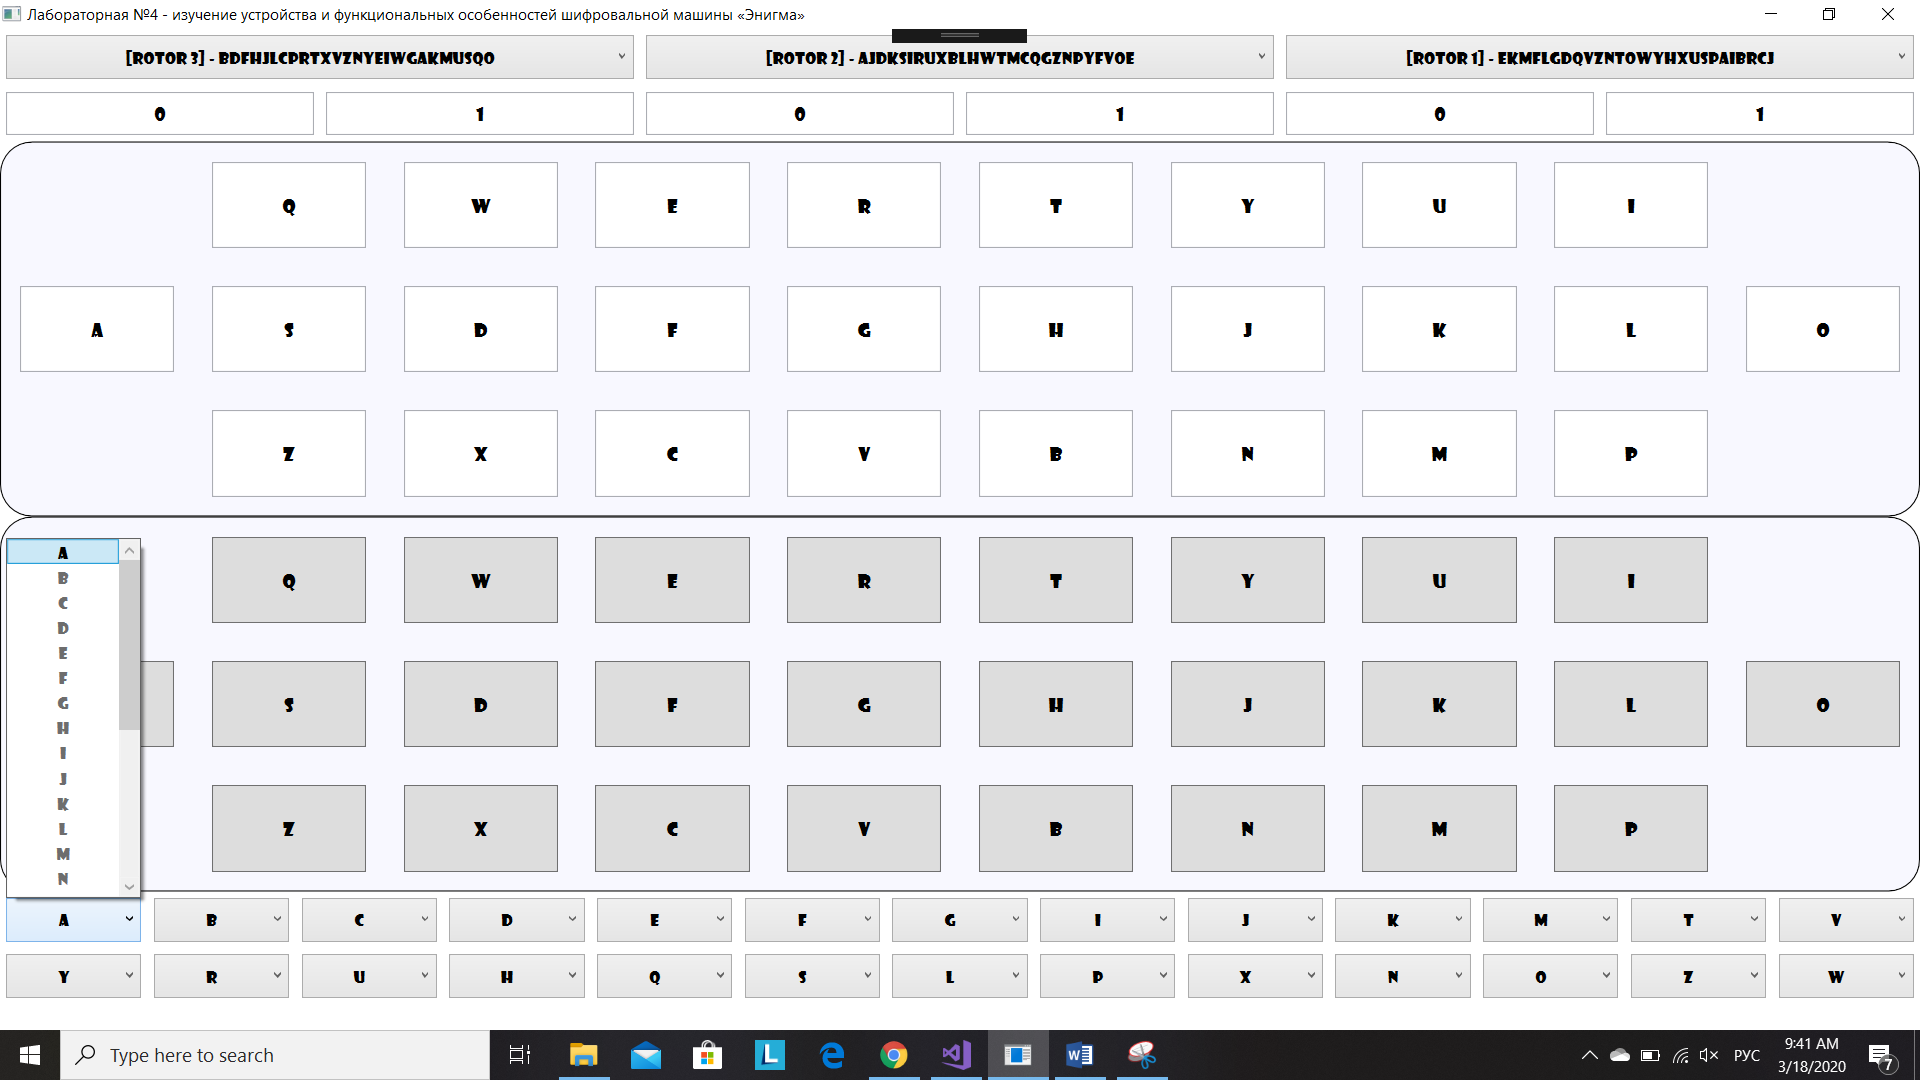 Лабораторная №4 - изучение устройства и функциональных особенностей шифровальной машины «Энигма»
[ROTOR 3] - BDFHJLCPRTXVZNYEIWGAKMUSQO [ROTOR 2] - AJDKSIRUXBLHWTMCQGZNPYFVOE [ROTOR 1] - EKMFLGDQVZNTOWYHXUSPAIBRCJ
0 1 0 1 0 1
Q W E R T Y U I
A S D F G H J K L O
Z X C V B N M P
A
B
C
D
E
F
G
H
I
J
K
L
M
N
Q W E R T Y U I
S D F G H J K L O
Z X C V B N M P
A B C D E F G I J K M T V
Y R U H Q S L P X N O Z W
Type here to search
РУС
9:41 AM
3/18/2020
7